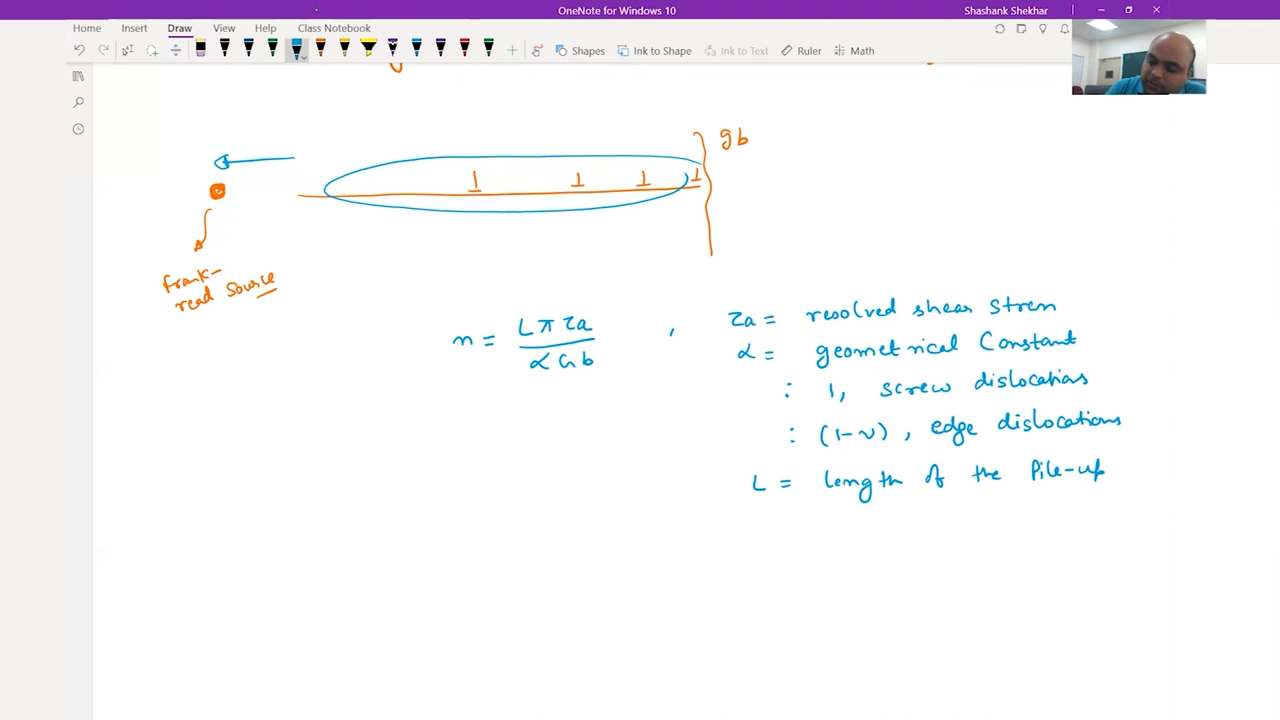 OneNote for Windows 10
Shashank Shekhar
Home Insert Draw View Help Class Notebook
Shapes Ink to Shape Ink to Text Ruler Math
gb
frank-
read source
n = Lπτa / αGb , τa = resolved shear stress
α = geometrical Constant
: 1, screw dislocations
: (1-ν), edge dislocations
L = length of the Pile-up